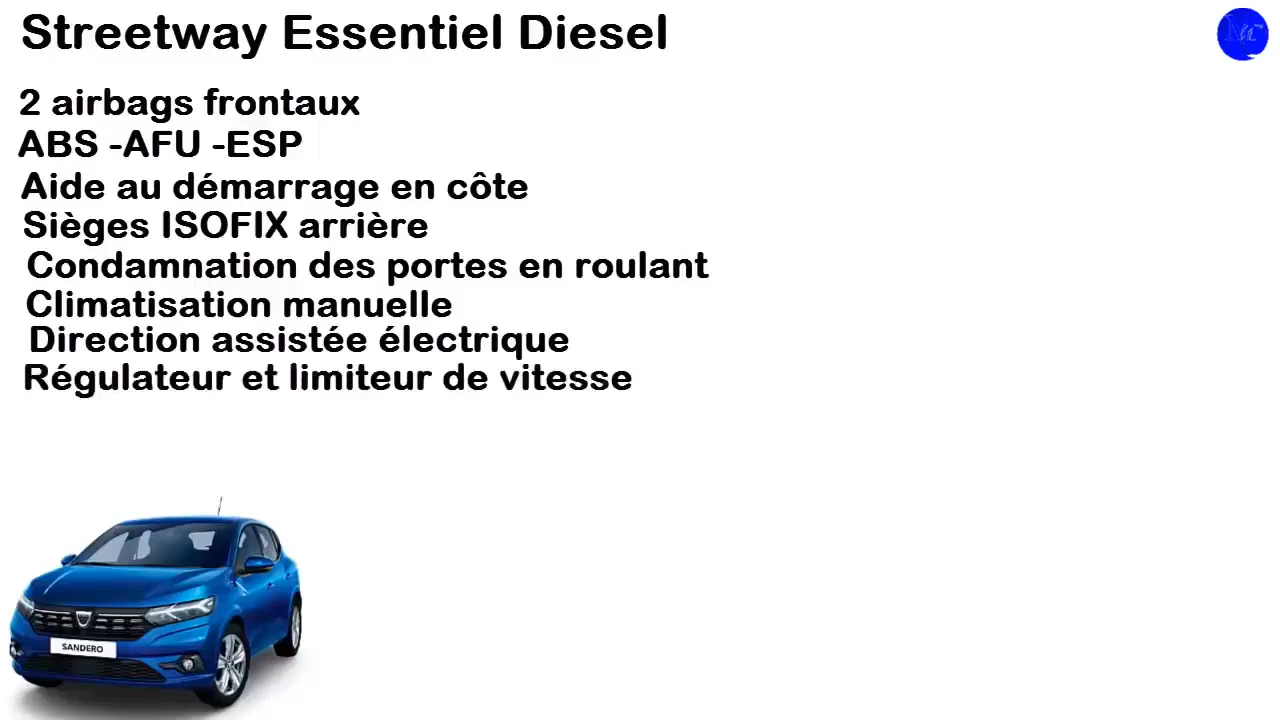 Streetway Essentiel Diesel
2 airbags frontaux
ABS -AFU -ESP
Aide au démarrage en côte
Sièges ISOFIX arrière
Condamnation des portes en roulant
Climatisation manuelle
Direction assistée électrique
Régulateur et limiteur de vitesse
SANDERO